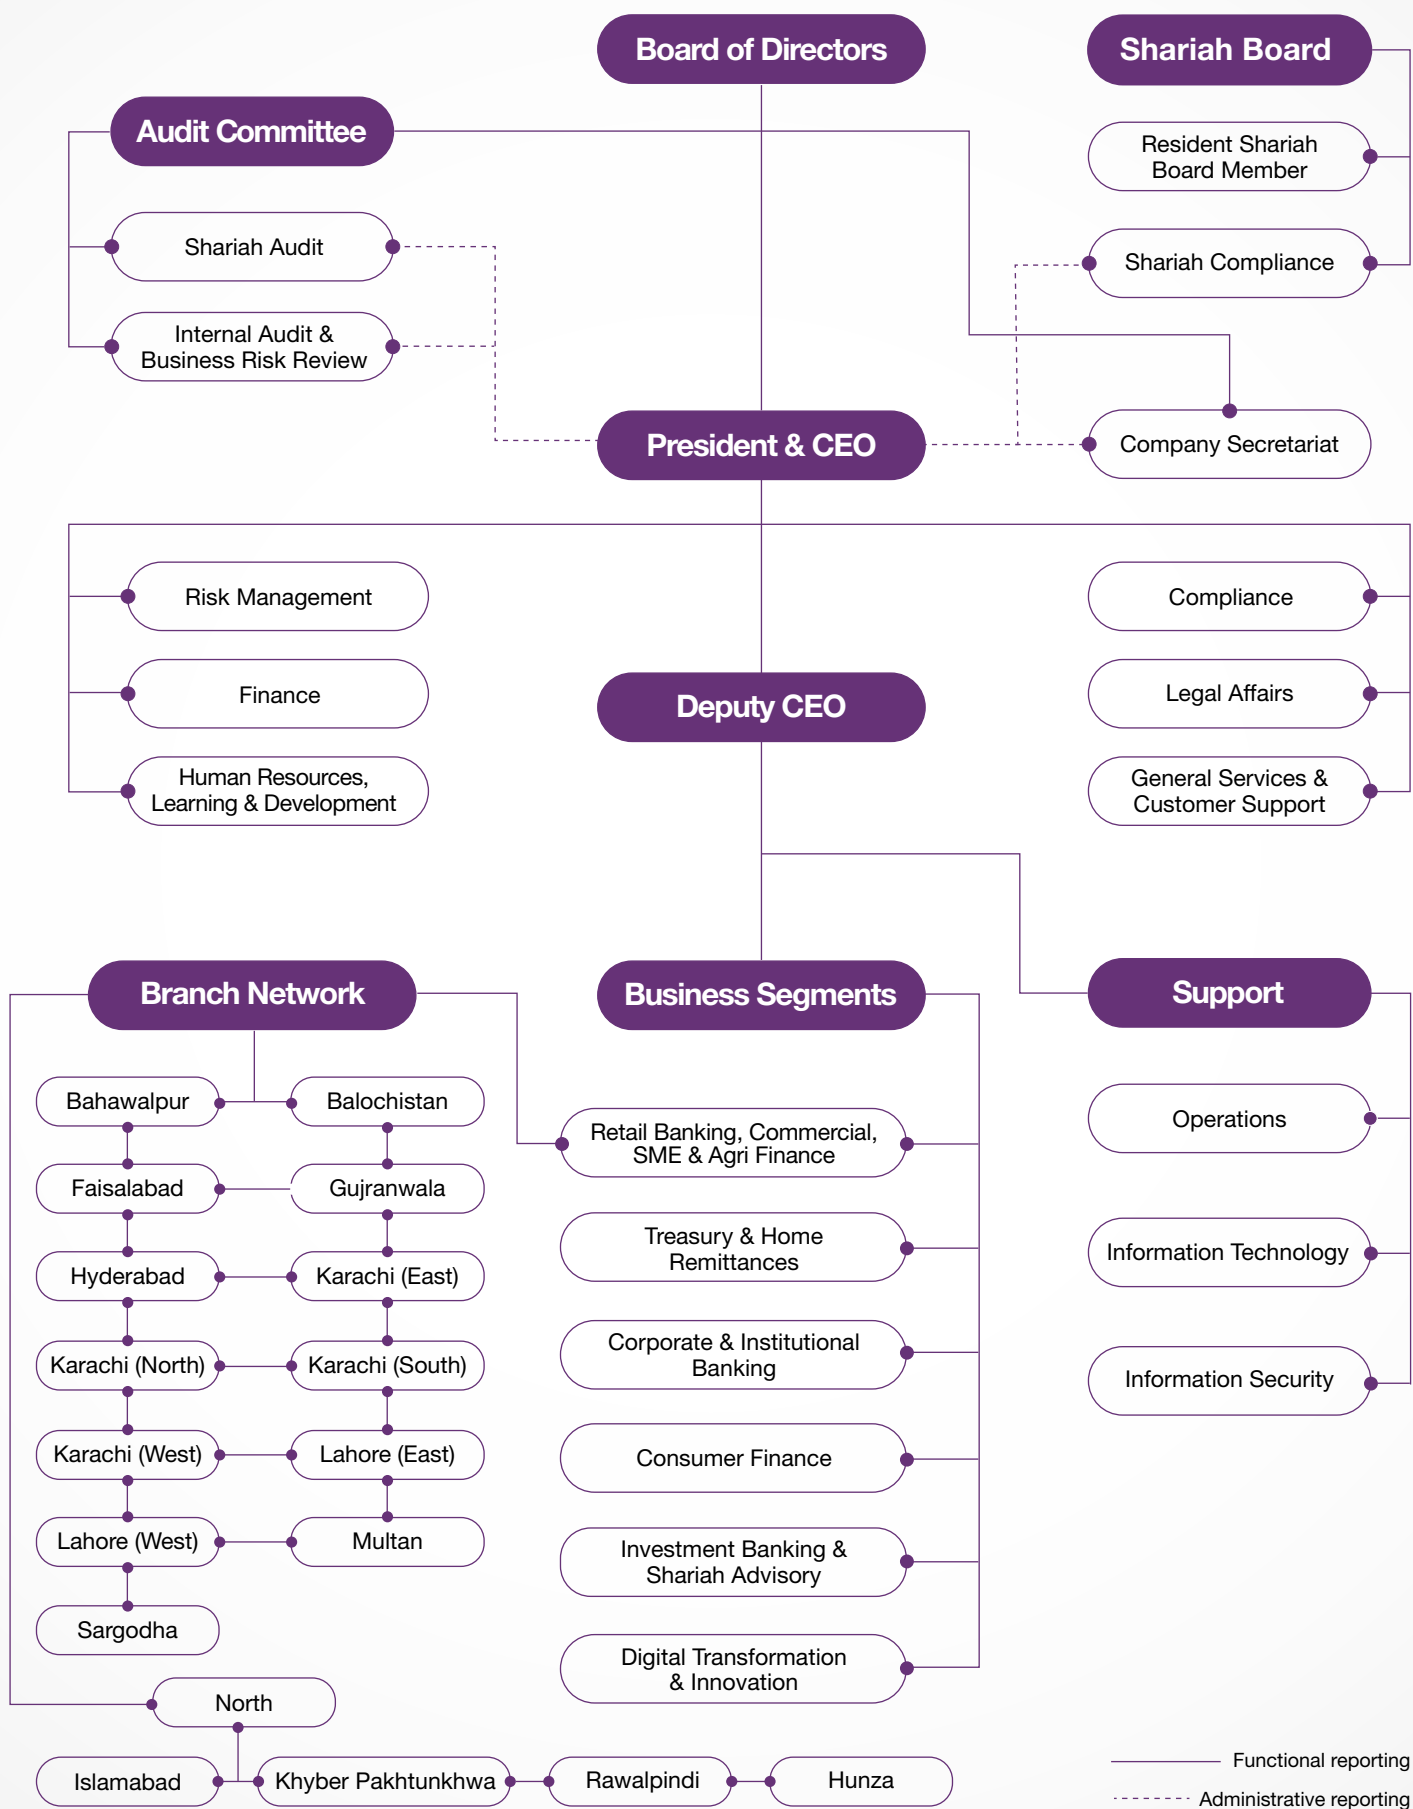 Board of Directors
Shariah Board
Audit Committee
Resident Shariah
Board Member
Shariah Audit
Shariah Compliance
Internal Audit &
Business Risk Review
President & CEO
Company Secretariat
Risk Management
Compliance
Finance
Deputy CEO
Legal Affairs
Human Resources,
Learning & Development
General Services &
Customer Support
Branch Network
Business Segments
Support
Bahawalpur
Balochistan
Faisalabad
Gujranwala
Hyderabad
Karachi (East)
Karachi (North)
Karachi (South)
Karachi (West)
Lahore (East)
Lahore (West)
Multan
Sargodha
North
Islamabad
Khyber Pakhtunkhwa
Rawalpindi
Hunza
Retail Banking, Commercial,
SME & Agri Finance
Treasury & Home
Remittances
Corporate & Institutional
Banking
Consumer Finance
Investment Banking &
Shariah Advisory
Digital Transformation
& Innovation
Operations
Information Technology
Information Security
Functional reporting
Administrative reporting